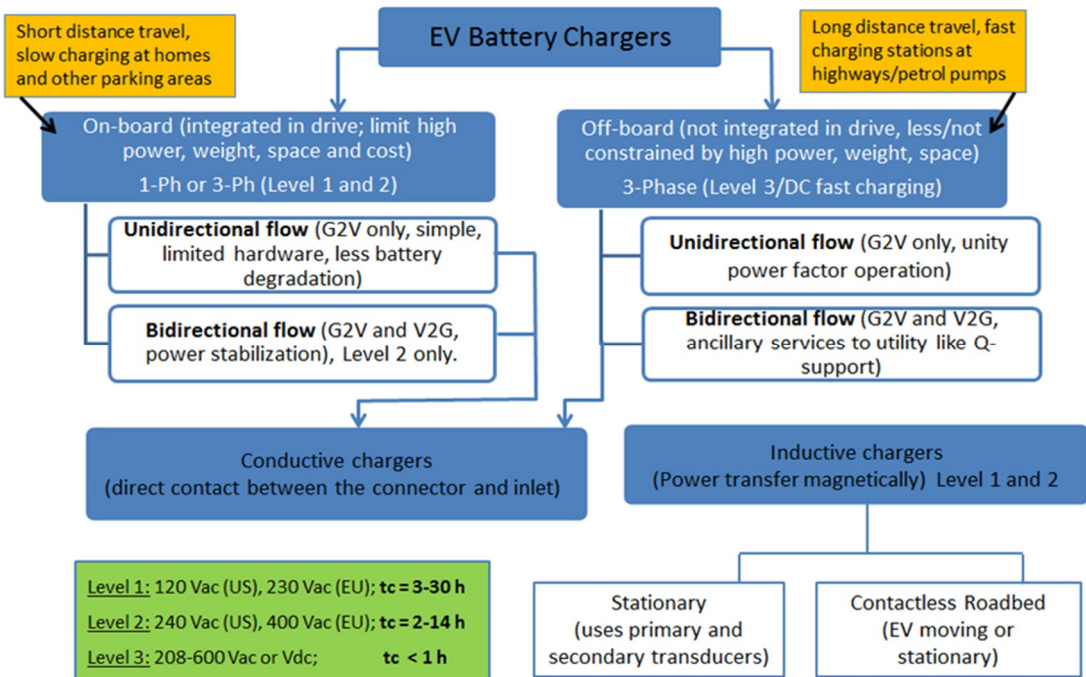 EV Battery Chargers
Short distance travel,
slow charging at homes
and other parking areas
Long distance travel, fast
charging stations at
highways/petrol pumps
On-board (integrated in drive; limit high
power, weight, space and cost)
1-Ph or 3-Ph (Level 1 and 2)
Off-board (not integrated in drive, less/not
constrained by high power, weight, space)
3-Phase (Level 3/DC fast charging)
Unidirectional flow (G2V only, simple,
limited hardware, less battery
degradation)
Bidirectional flow (G2V and V2G,
power stabilization), Level 2 only.
Unidirectional flow (G2V only, unity
power factor operation)
Bidirectional flow (G2V and V2G,
ancillary services to utility like Q-
support)
Conductive chargers
(direct contact between the connector and inlet)
Inductive chargers
(Power transfer magnetically) Level 1 and 2
Level 1: 120 Vac (US), 230 Vac (EU); tc = 3-30 h
Level 2: 240 Vac (US), 400 Vac (EU); tc = 2-14 h
Level 3: 208-600 Vac or Vdc; tc < 1 h
Stationary
(uses primary and
secondary transducers)
Contactless Roadbed
(EV moving or
stationary)